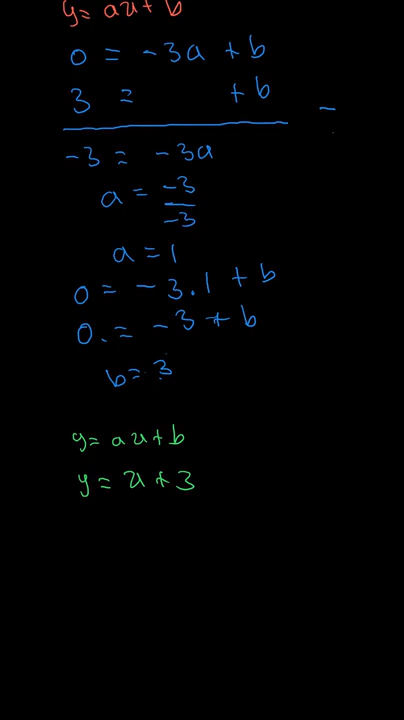 y = ax + b
0 = -3a + b
3 = + b
-
-3 = -3a
a = -3/-3
a = 1
0 = -3.1 + b
0. = -3 + b
b = 3
y = ax + b
y = x + 3